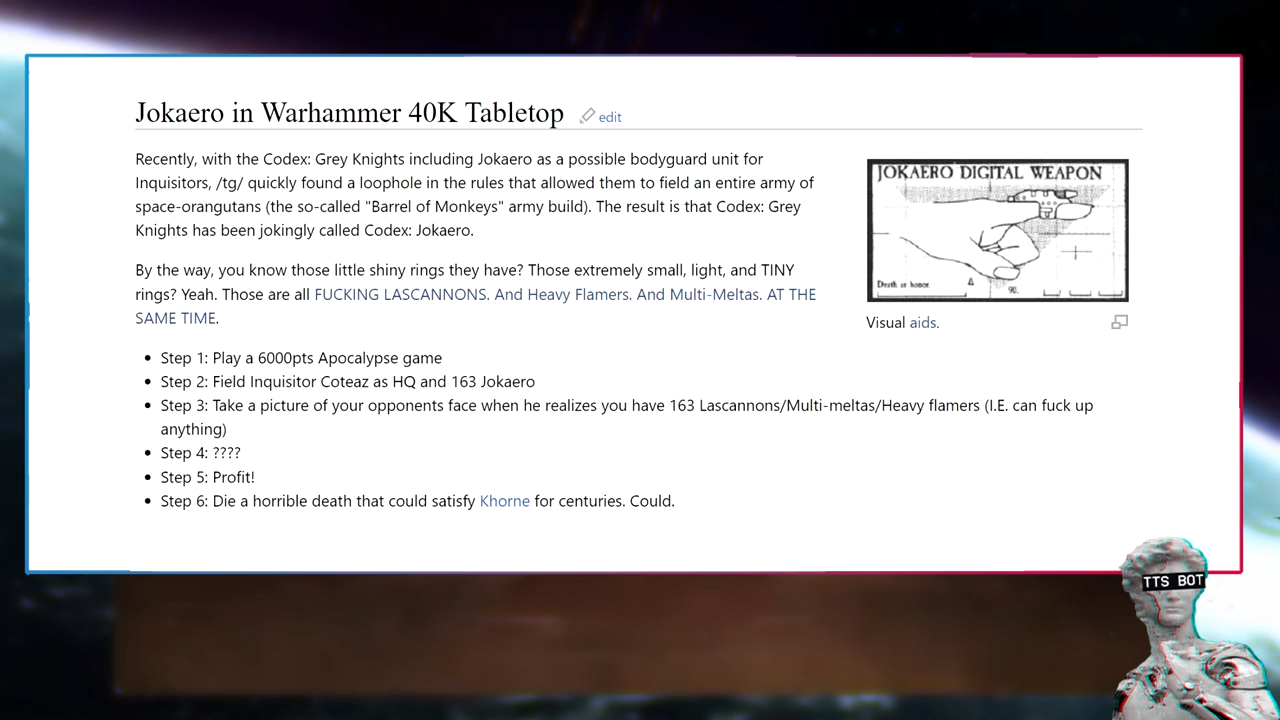 Jokaero in Warhammer 40K Tabletop edit
Recently, with the Codex: Grey Knights including Jokaero as a possible bodyguard unit for
Inquisitors, /tg/ quickly found a loophole in the rules that allowed them to field an entire army of
space-orangutans (the so-called "Barrel of Monkeys" army build). The result is that Codex: Grey
Knights has been jokingly called Codex: Jokaero.
By the way, you know those little shiny rings they have? Those extremely small, light, and TINY
rings? Yeah. Those are all FUCKING LASCANNONS. And Heavy Flamers. And Multi-Meltas. AT THE
SAME TIME.
JOKAERO DIGITAL WEAPON
Death or honor
90.
Visual aids.
• Step 1: Play a 6000pts Apocalypse game
• Step 2: Field Inquisitor Coteaz as HQ and 163 Jokaero
• Step 3: Take a picture of your opponents face when he realizes you have 163 Lascannons/Multi-meltas/Heavy flamers (I.E. can fuck up
anything)
• Step 4: ????
• Step 5: Profit!
• Step 6: Die a horrible death that could satisfy Khorne for centuries. Could.
TTS BOT